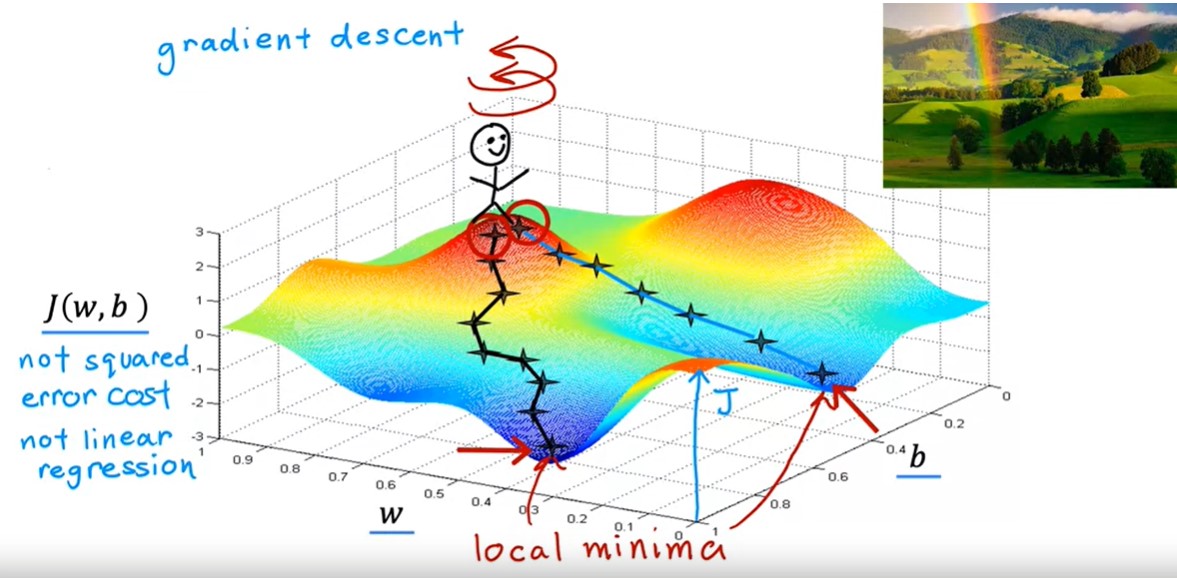 gradient descent
J(w,b)
not squared
error cost
not linear
regression
3
2
1
0
-1
-2
-3
1
0.9
0.8
0.7
0.6
0.5
0.4
0.3
0.2
0.1
0
w
1
0.8
0.6
0.4
0.2
0
b
J
local minima